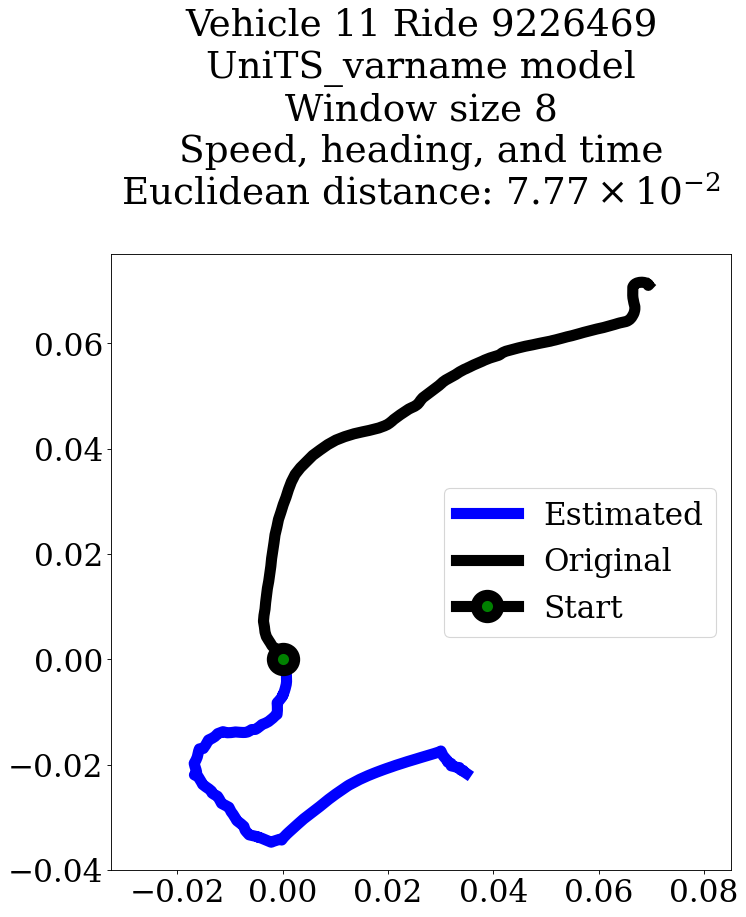 Vehicle 11 Ride 9226469
UniTS_varname model
Window size 8
Speed, heading, and time
Euclidean distance: 7.77 × 10⁻²
0.06
0.04
0.02
0.00
−0.02
−0.04
Estimated
Original
Start
−0.02 0.00 0.02 0.04 0.06 0.08